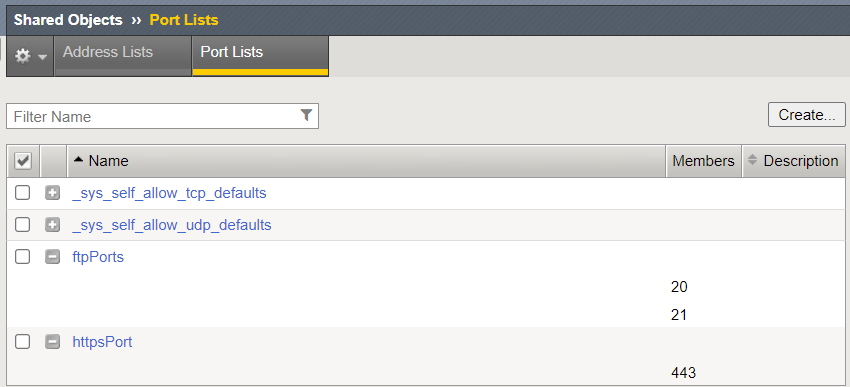 Shared Objects ›› Port Lists
Address Lists Port Lists
Filter Name Create...
Name Members Description
_sys_self_allow_tcp_defaults
_sys_self_allow_udp_defaults
ftpPorts
20
21
httpsPort
443